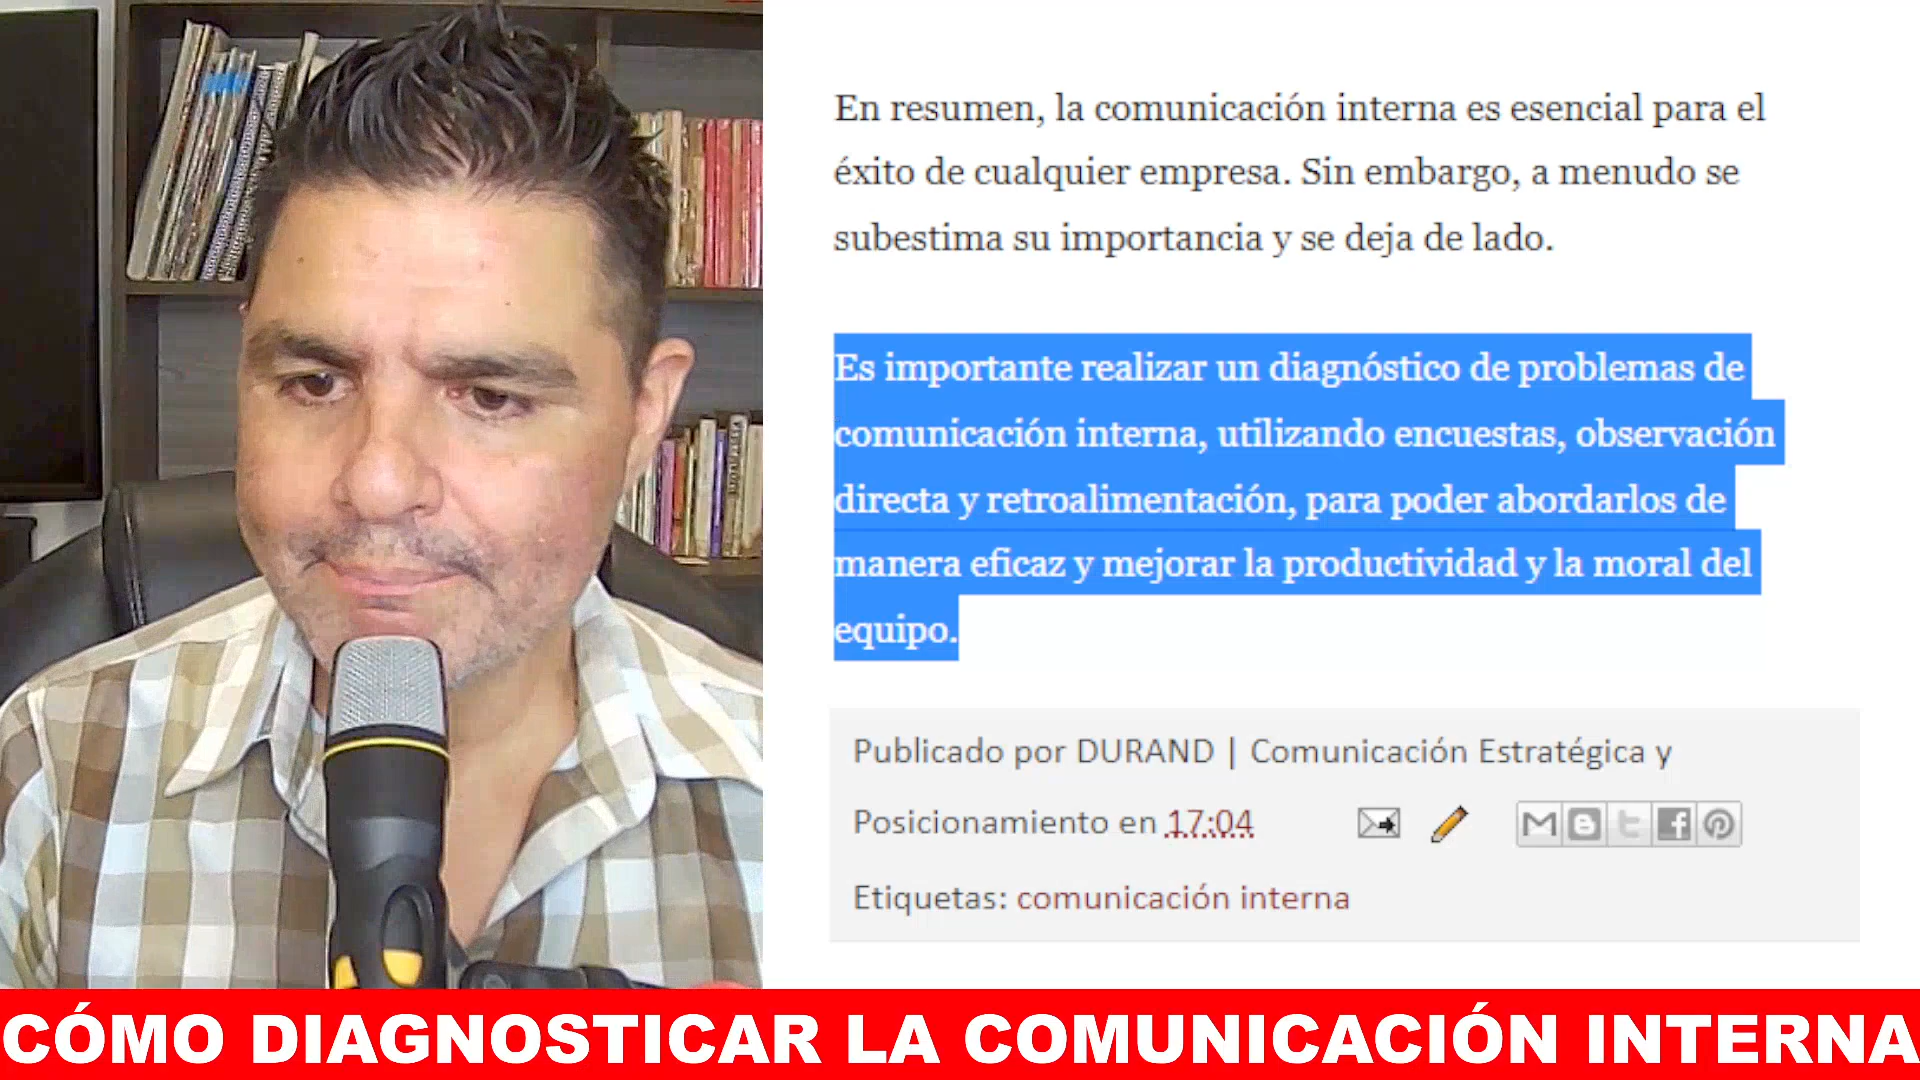 En resumen, la comunicación interna es esencial para el
éxito de cualquier empresa. Sin embargo, a menudo se
subestima su importancia y se deja de lado.
Es importante realizar un diagnóstico de problemas de
comunicación interna, utilizando encuestas, observación
directa y retroalimentación, para poder abordarlos de
manera eficaz y mejorar la productividad y la moral del
equipo.
Publicado por DURAND | Comunicación Estratégica y
Posicionamiento en 17:04
Etiquetas: comunicación interna
CÓMO DIAGNOSTICAR LA COMUNICACIÓN INTERNA